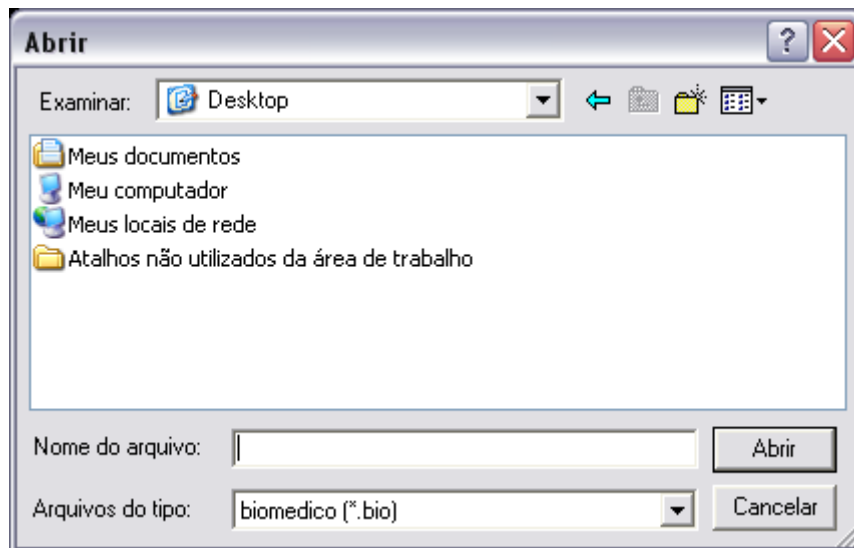 Abrir
Examinar: Desktop
Meus documentos
Meu computador
Meus locais de rede
Atalhos não utilizados da área de trabalho
Nome do arquivo: Abrir
Arquivos do tipo: biomedico (*.bio) Cancelar